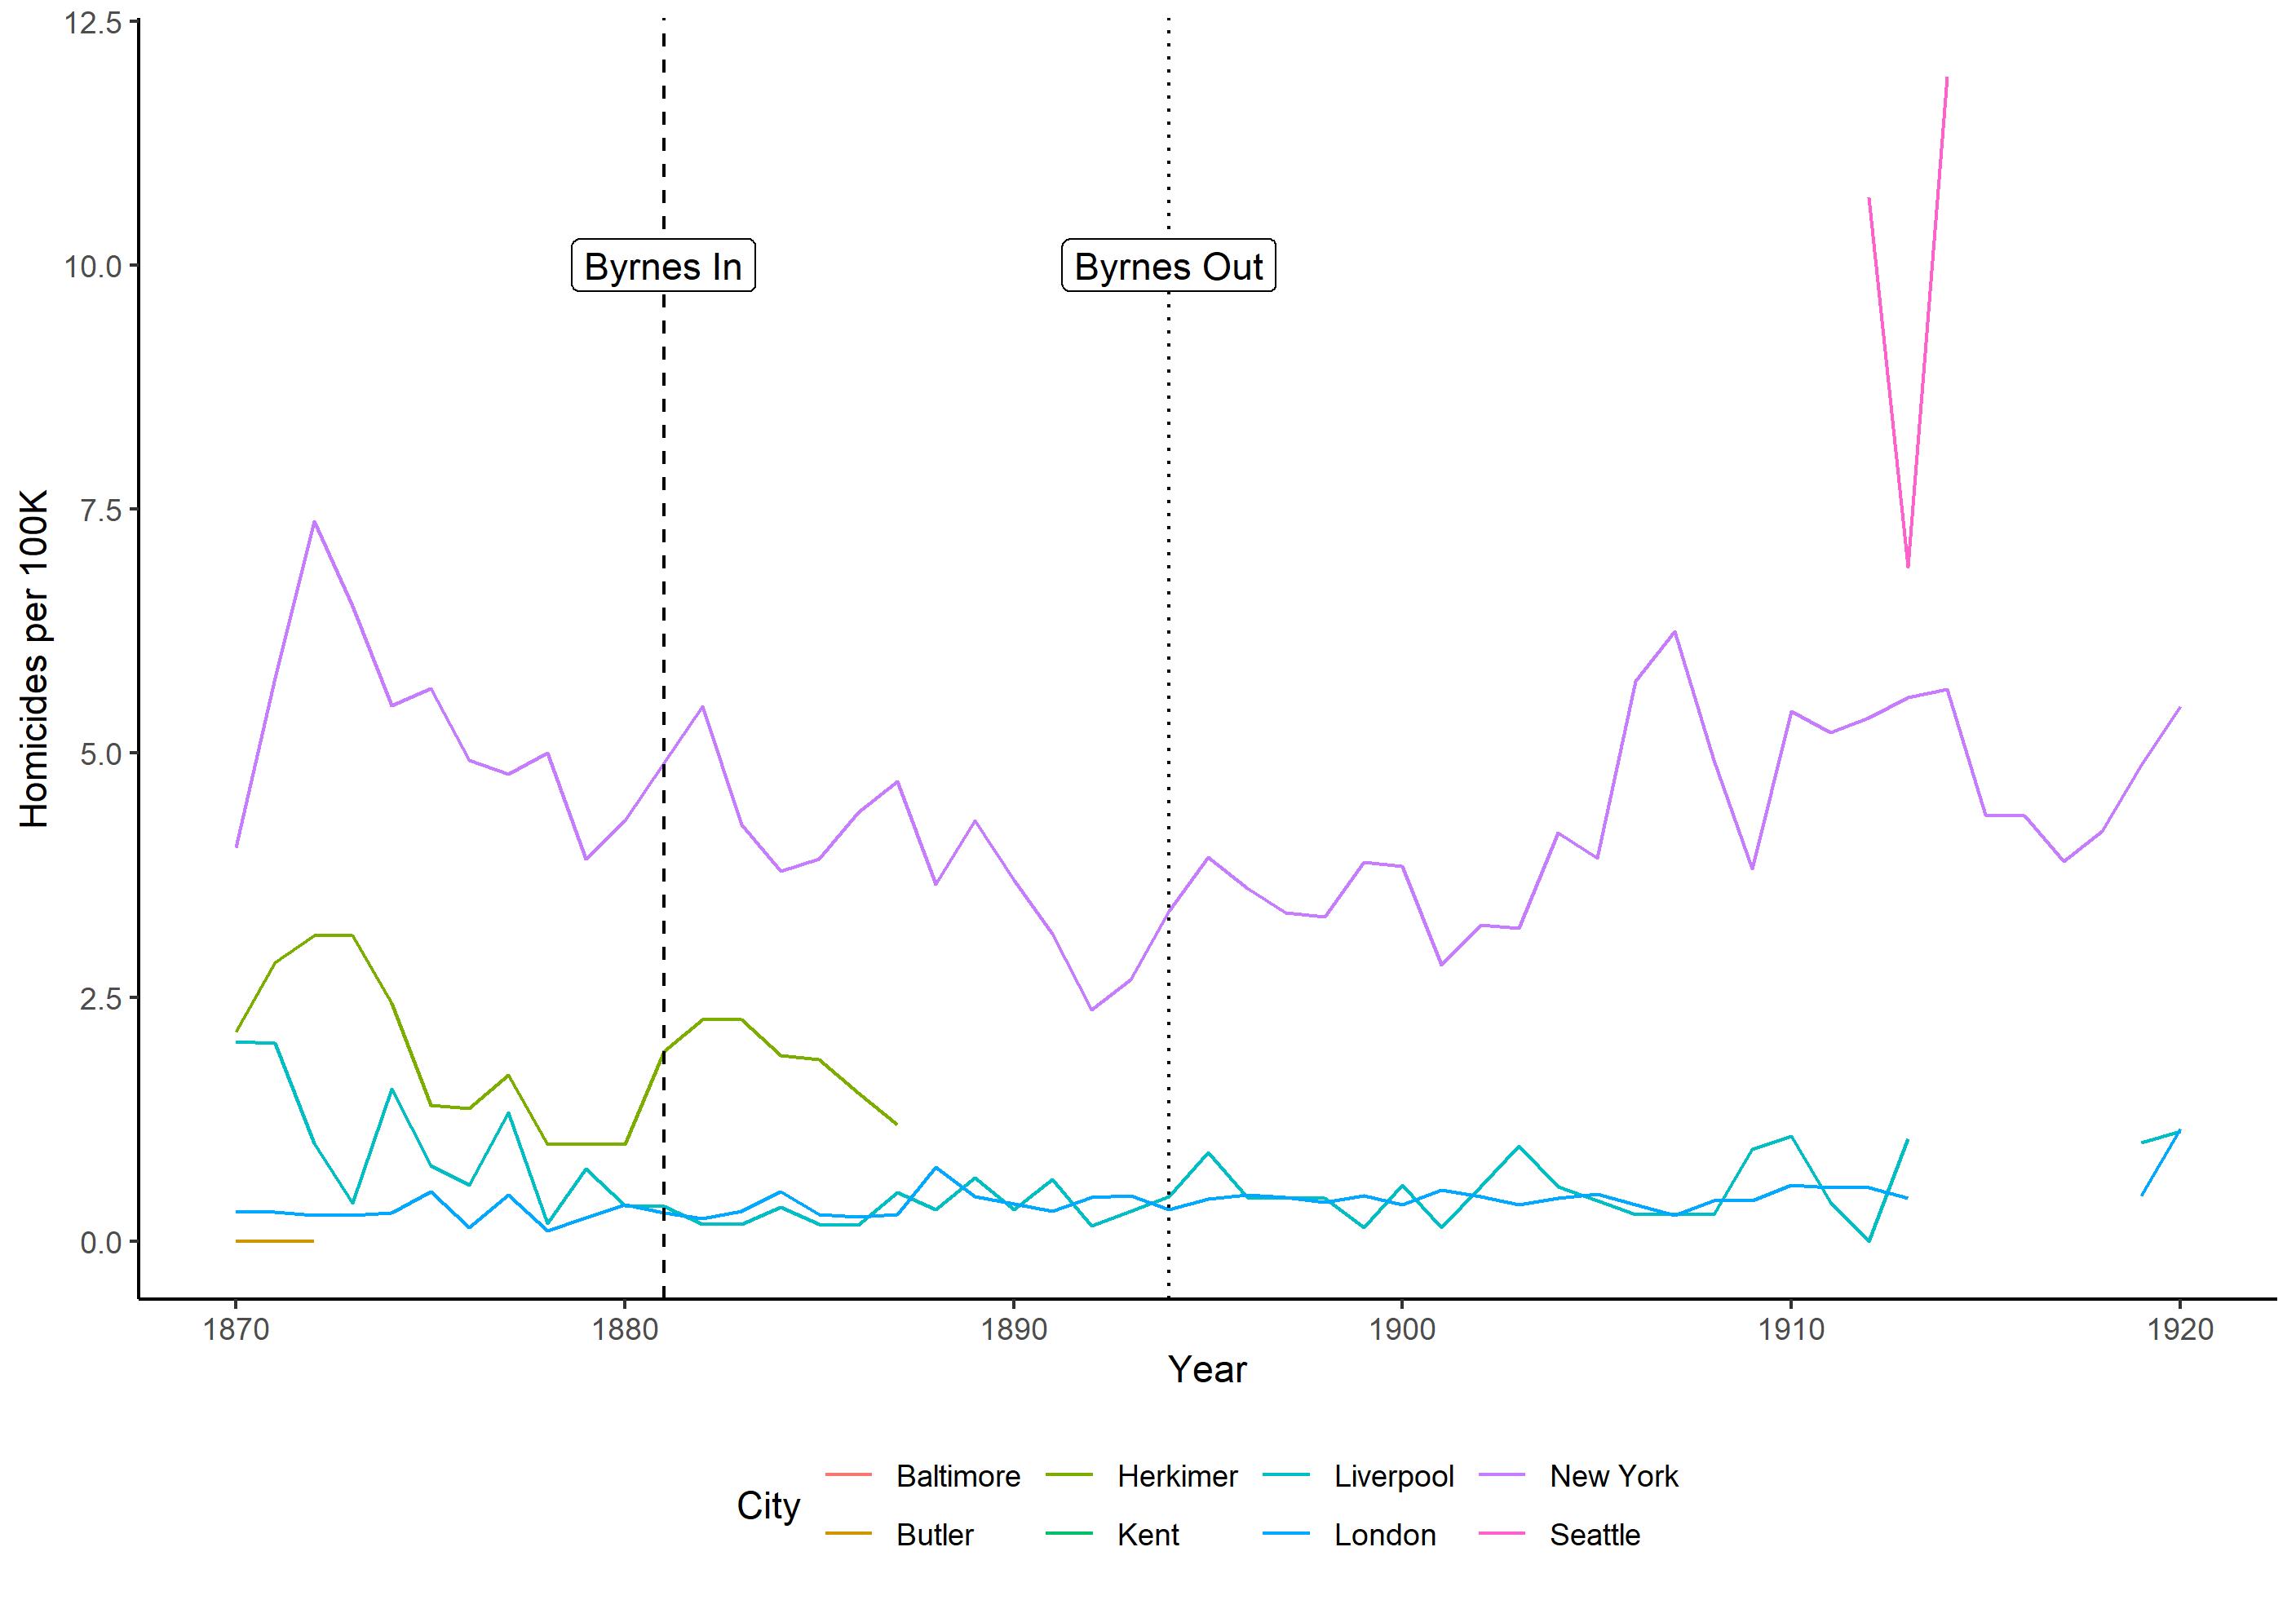 12.5
10.0
7.5
5.0
2.5
0.0
Homicides per 100K
Byrnes In
Byrnes Out
1870 1880 1890 1900 1910 1920
Year
City
Baltimore Herkimer Liverpool New York
Butler Kent London Seattle